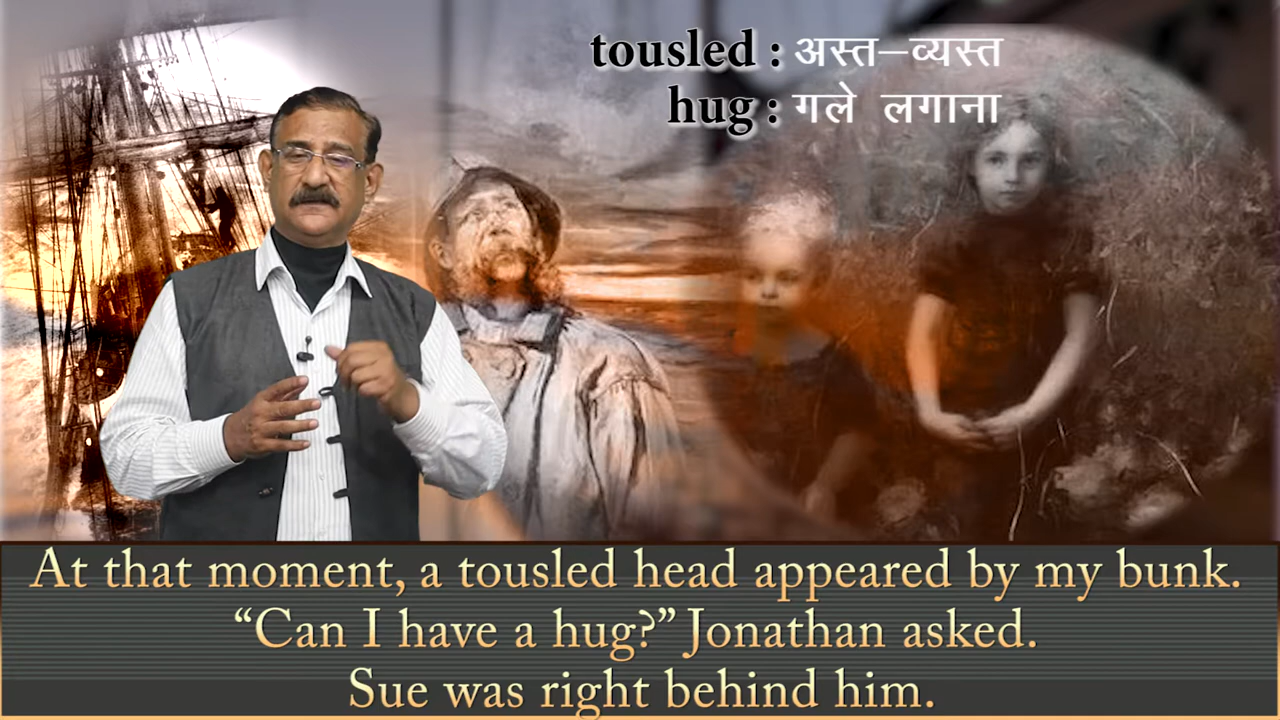 tousled : अस्त–व्यस्त
hug : गले लगाना
At that moment, a tousled head appeared by my bunk.
“Can I have a hug?” Jonathan asked.
Sue was right behind him.